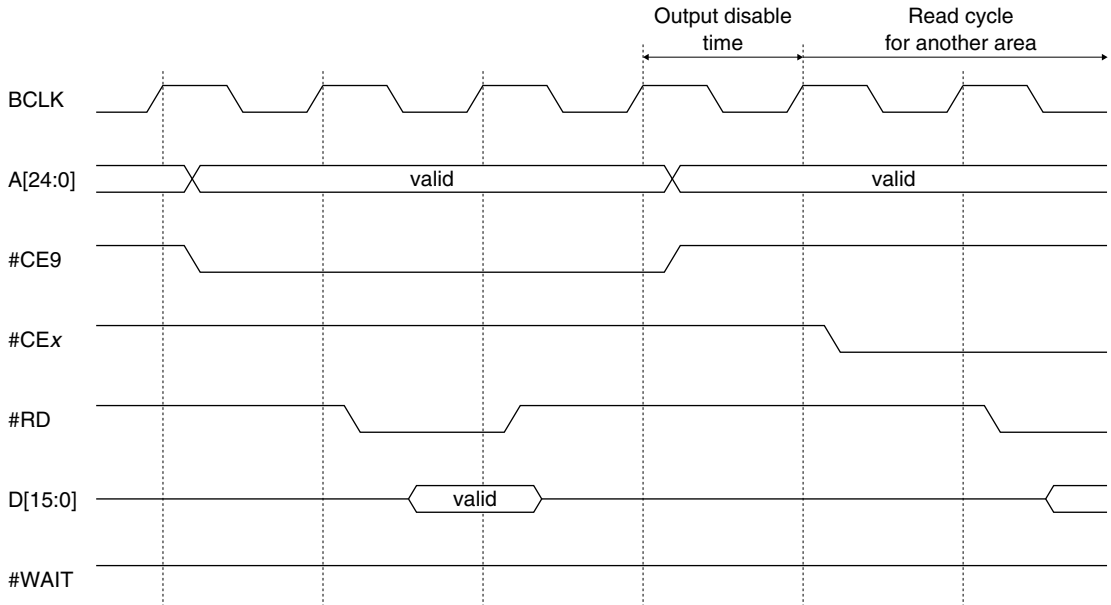 Output disable
time
Read cycle
for another area
BCLK
A[24:0]
valid
valid
#CE9
#CEx
#RD
D[15:0]
valid
#WAIT